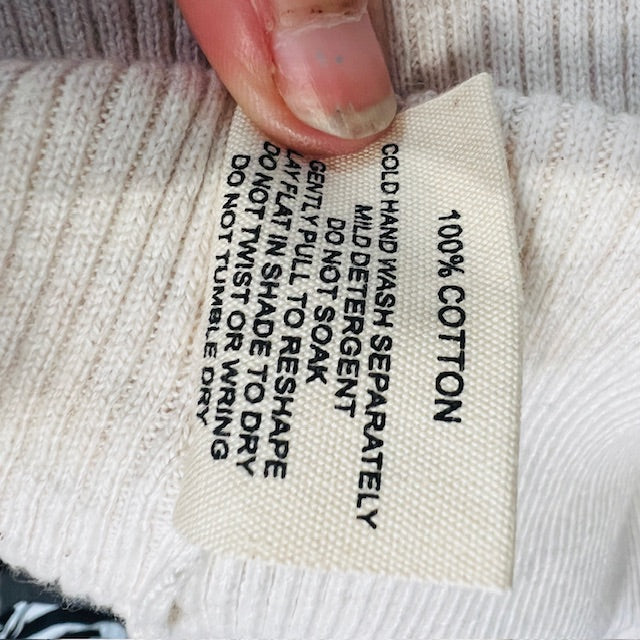 100% COTTON
COLD HAND WASH SEPARATELY
MILD DETERGENT
DO NOT SOAK
GENTLY PULL TO RESHAPE
LAY FLAT IN SHADE TO DRY
DO NOT TWIST OR WRING
DO NOT TUMBLE DRY